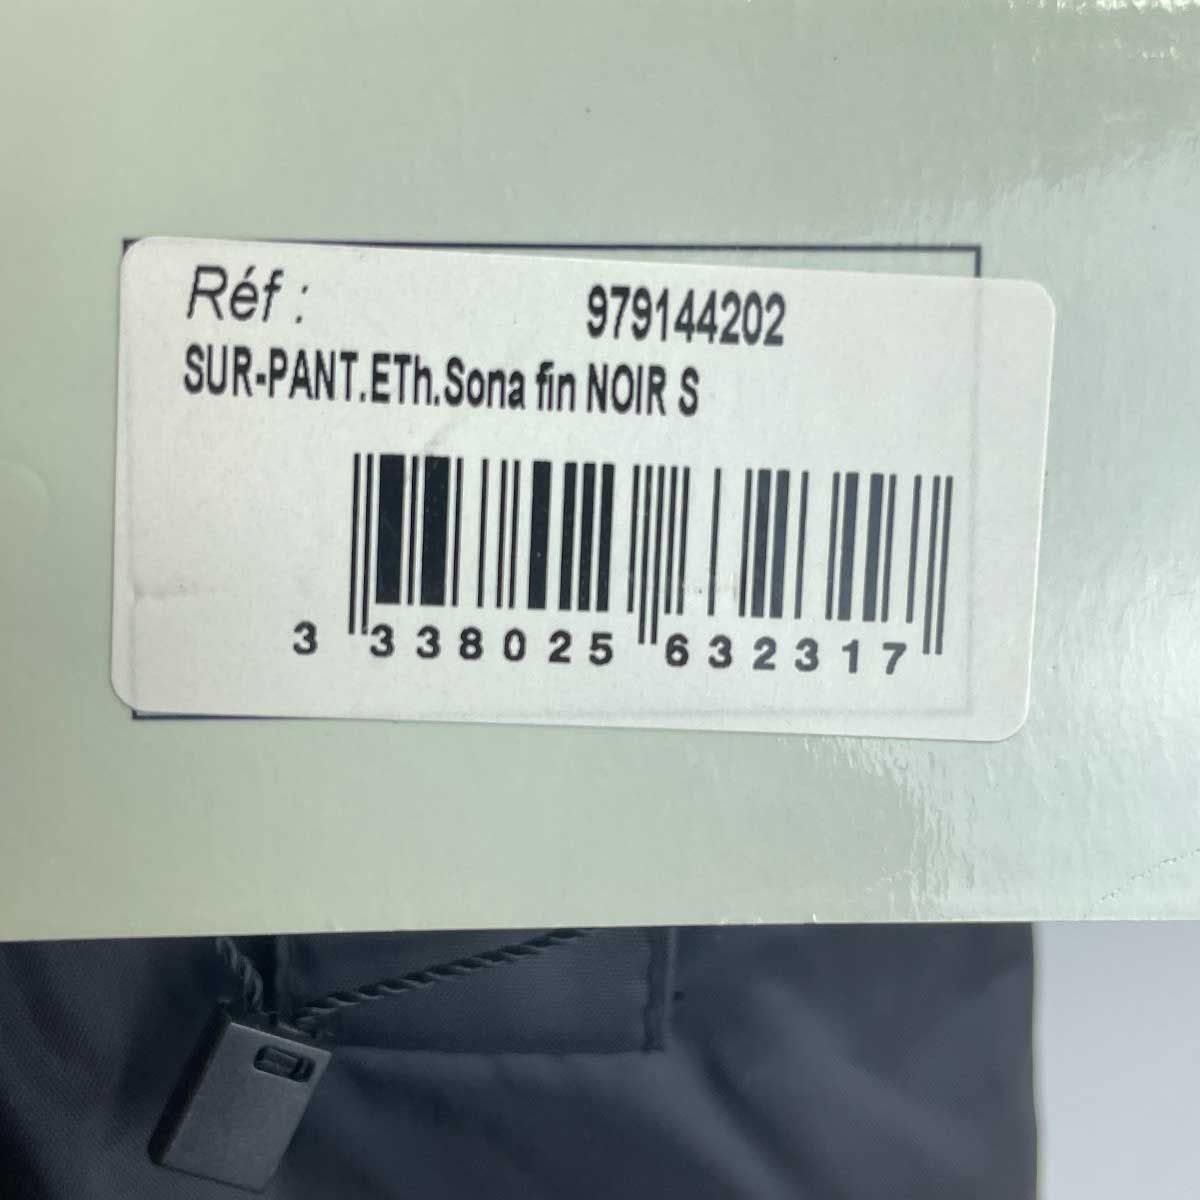 Réf : 979144202
SUR-PANT.ETh.Sona fin NOIR S
3 338025 632317